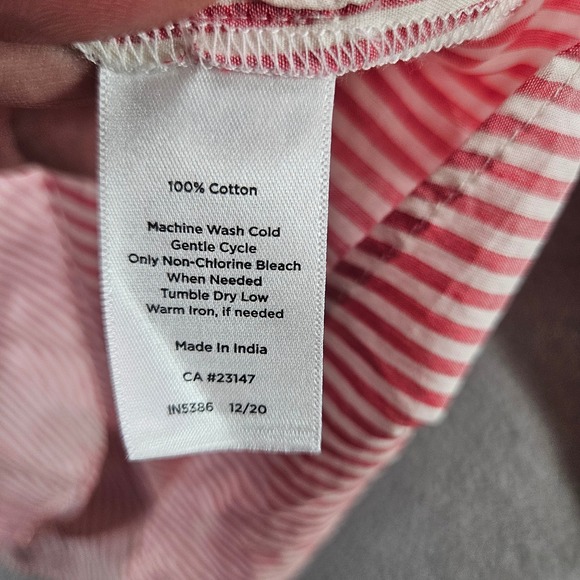 100% Cotton
Machine Wash Cold
Gentle Cycle
Only Non-Chlorine Bleach
When Needed
Tumble Dry Low
Warm Iron, if needed
Made In India
CA #23147
IN5386 12/20